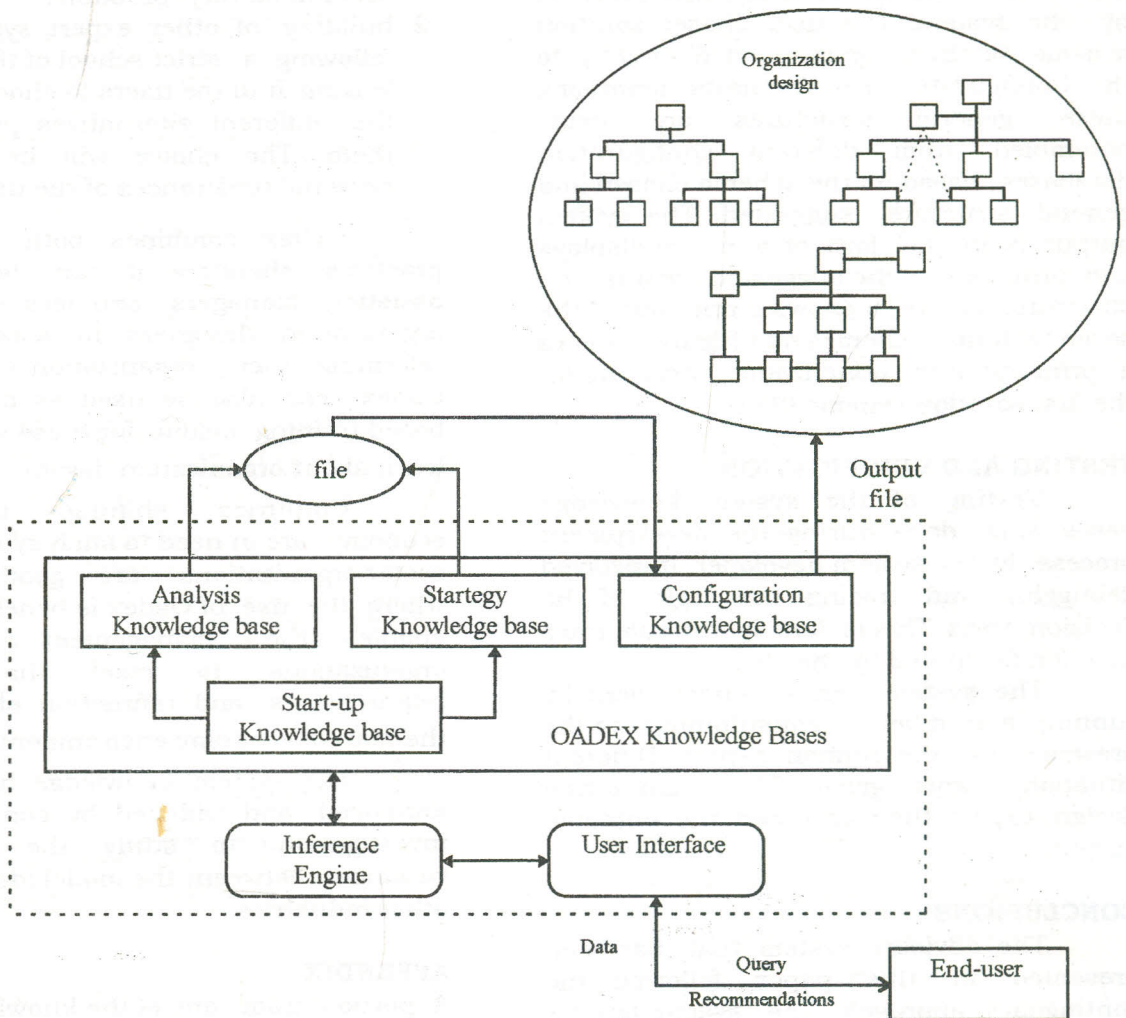 Organization
design
file
Output
file
Analysis
Knowledge base
Startegy
Knowledge base
Configuration
Knowledge base
Start-up
Knowledge base
OADEX Knowledge Bases
Inference
Engine
User Interface
Data
Query
Recommendations
End-user